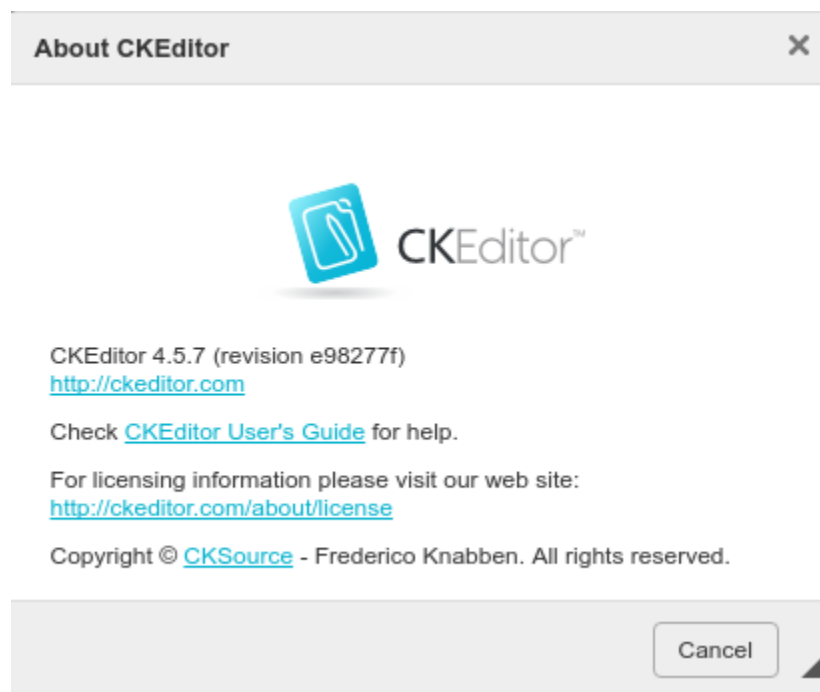 About CKEditor
CKEditor™
CKEditor 4.5.7 (revision e98277f)
http://ckeditor.com
Check CKEditor User's Guide for help.
For licensing information please visit our web site:
http://ckeditor.com/about/license
Copyright © CKSource - Frederico Knabben. All rights reserved.
Cancel